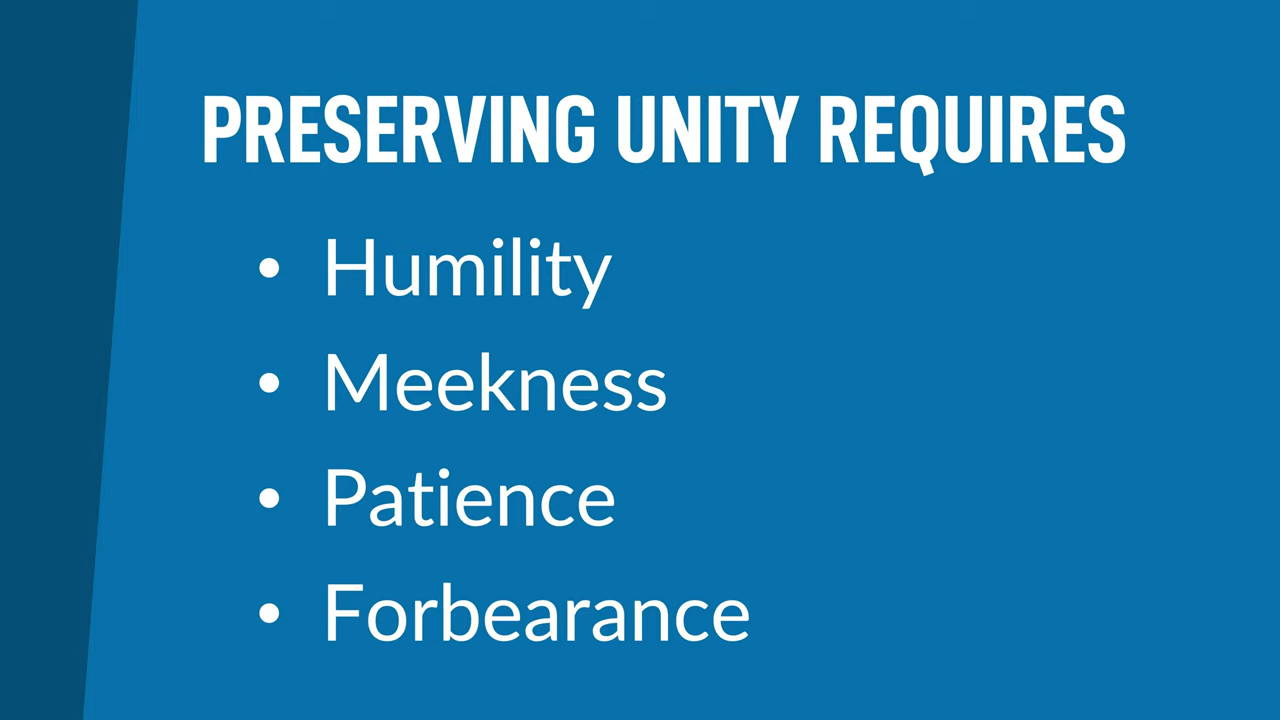 PRESERVING UNITY REQUIRES
• Humility
• Meekness
• Patience
• Forbearance